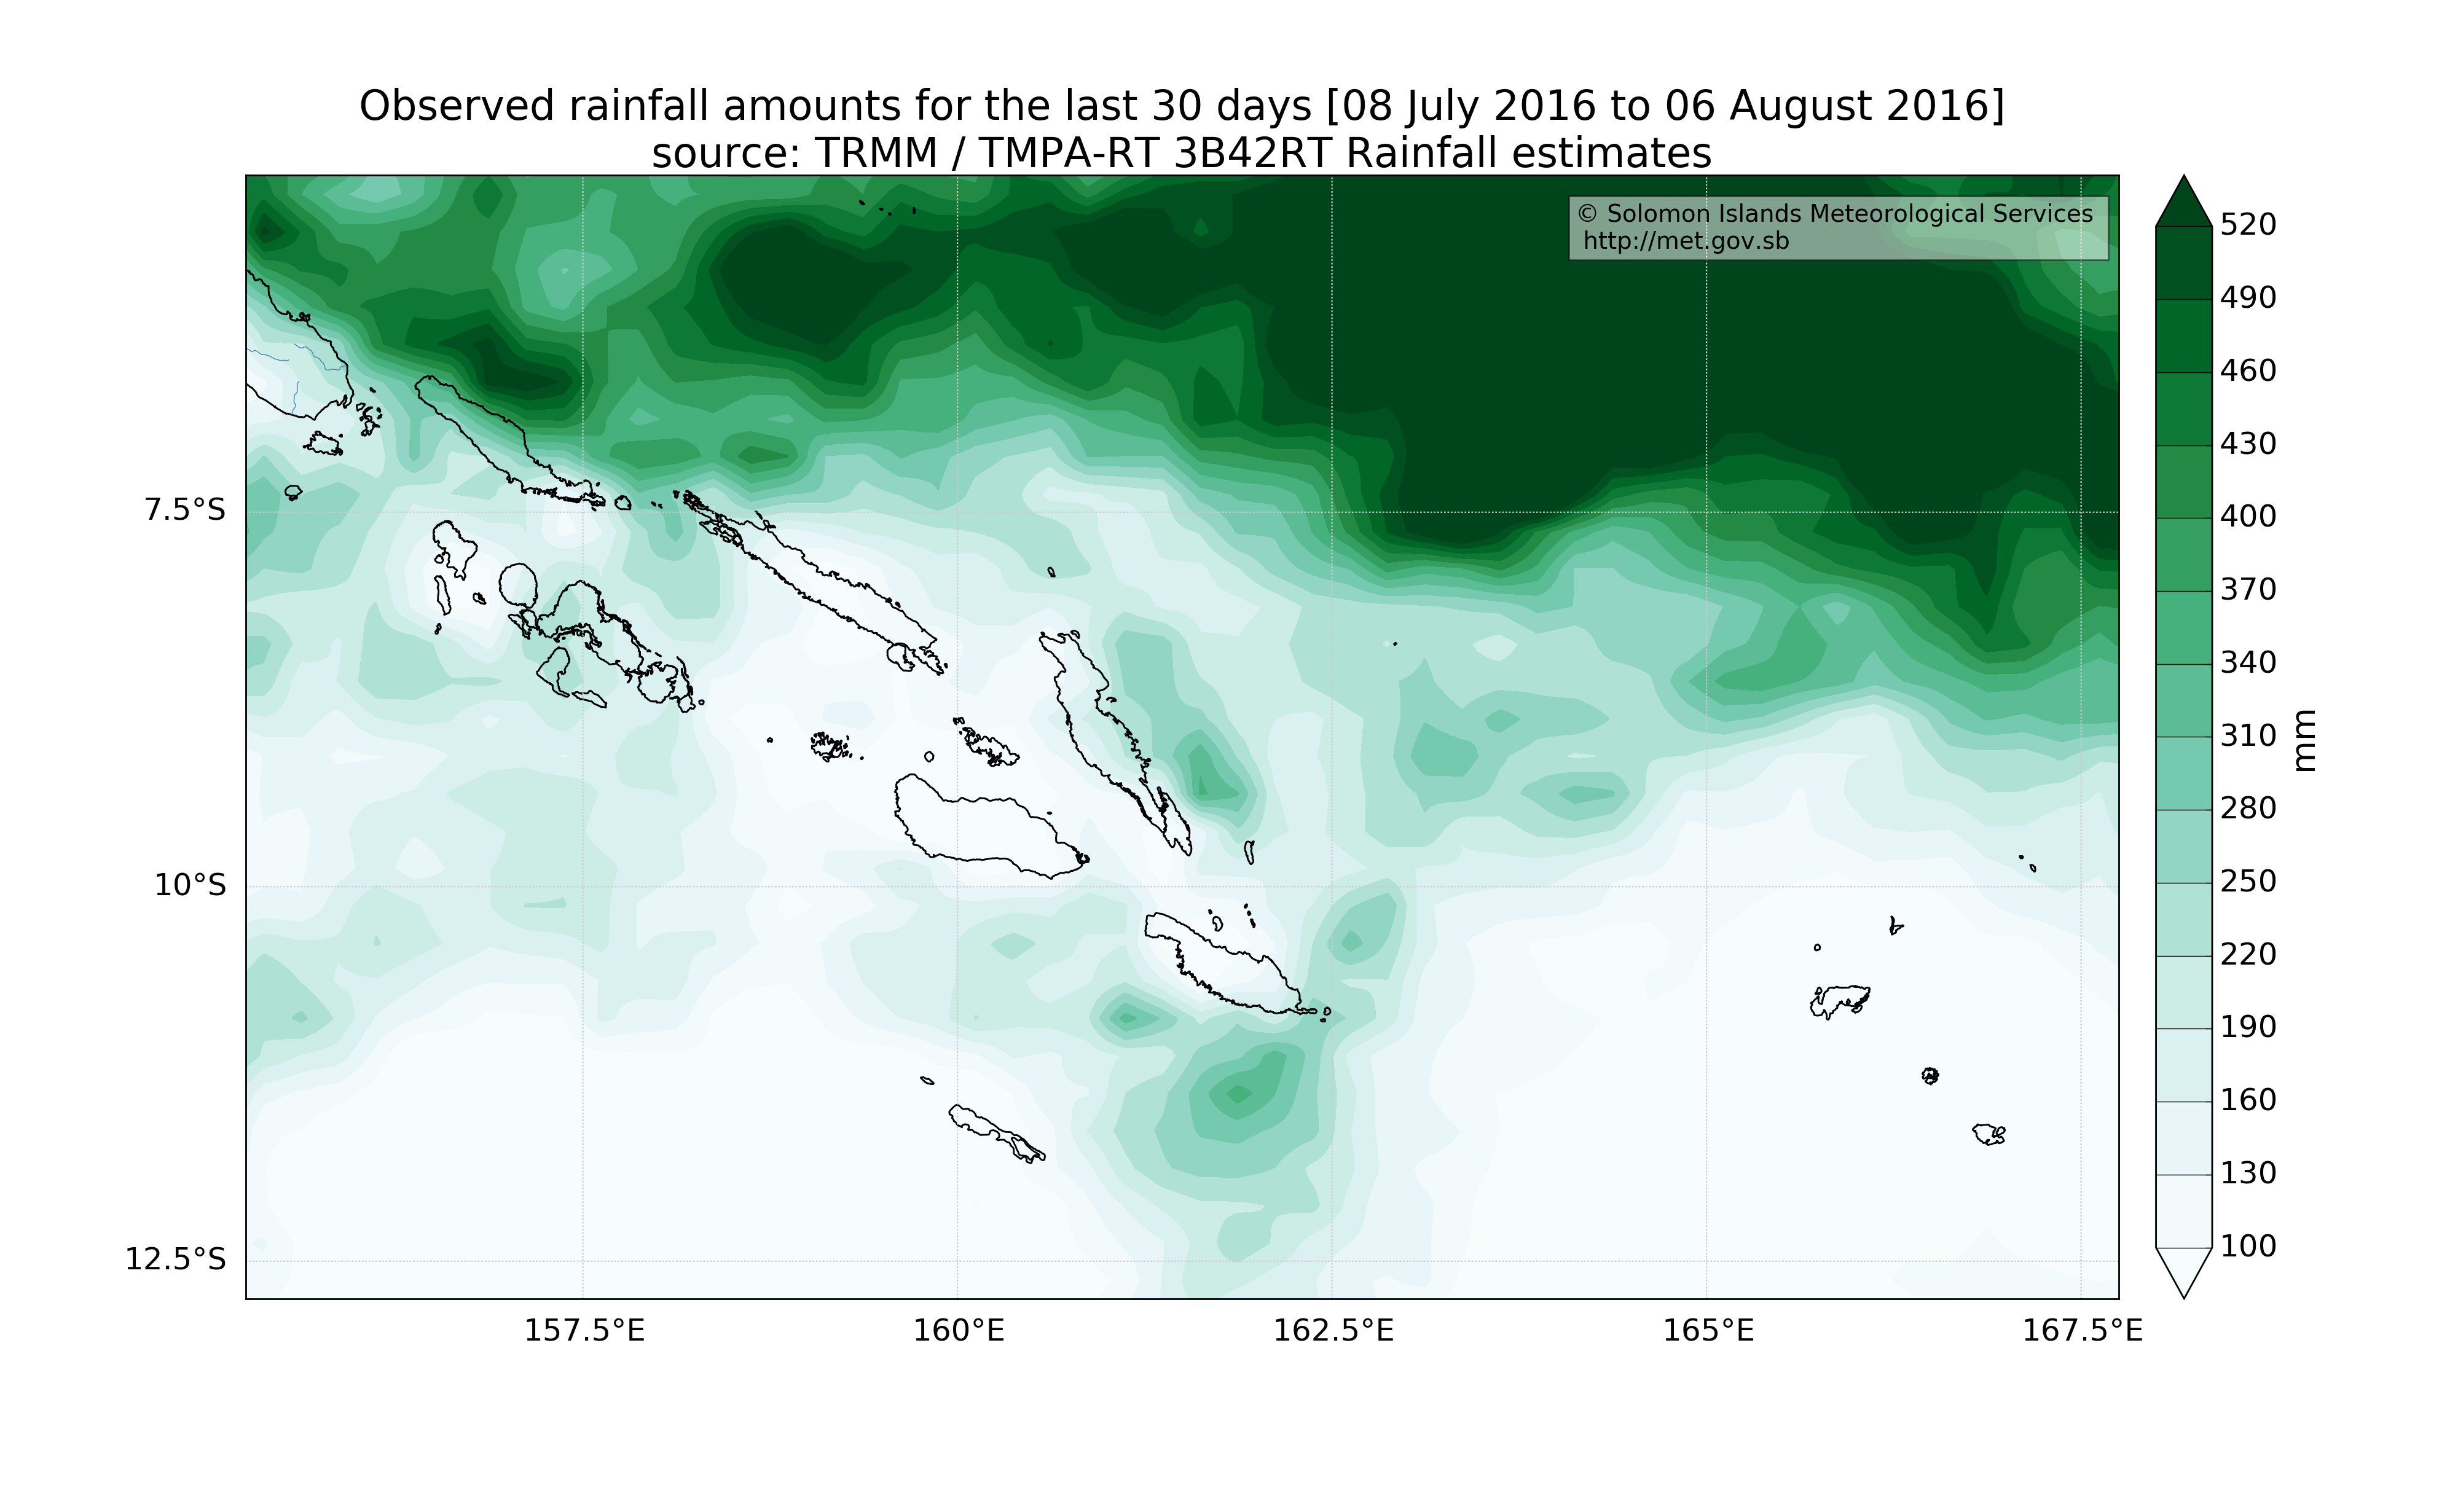 Observed rainfall amounts for the last 30 days [08 July 2016 to 06 August 2016]
source: TRMM / TMPA-RT 3B42RT Rainfall estimates
© Solomon Islands Meteorological Services
http://met.gov.sb
7.5°S
10°S
12.5°S
157.5°E
160°E
162.5°E
165°E
167.5°E
520
490
460
430
400
370
340
310
280
250
220
190
160
130
100
mm